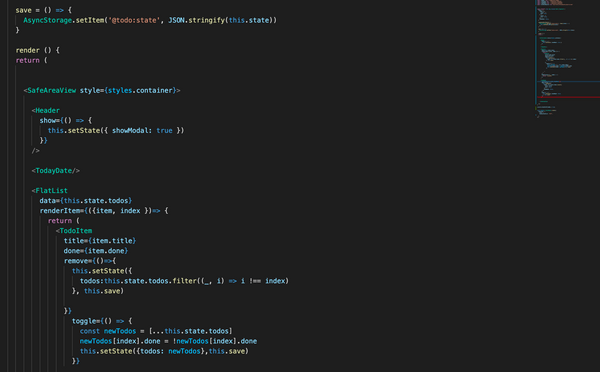 save = () => {
AsyncStorage.setItem('@todo:state', JSON.stringify(this.state))
}
render () {
return (
<SafeAreaView style={styles.container}>
<Header
show={() => {
this.setState({ showModal: true })
}}
/>
<TodayDate/>
<FlatList
data={this.state.todos}
renderItem={({item, index })=> {
return (
<TodoItem
title={item.title}
done={item.done}
remove={()=>{
this.setState({
todos:this.state.todos.filter((_, i) => i !== index)
}, this.save)
}}
toggle={() => {
const newTodos = [...this.state.todos]
newTodos[index].done = !newTodos[index].done
this.setState({todos: newTodos},this.save)
}}